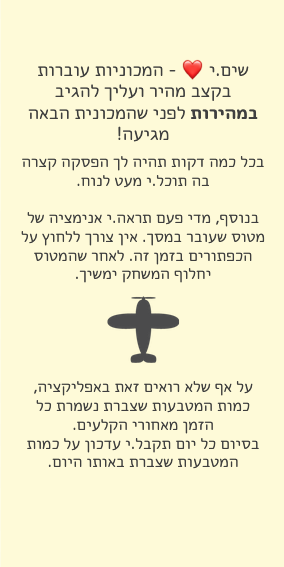 שים.י ❤️ - המכוניות עוברות
בקצב מהיר ועליך להגיב
במהירות לפני שהמכונית הבאה
מגיעה!
בכל כמה דקות תהיה לך הפסקה קצרה
בה תוכל.י מעט לנוח.
בנוסף, מדי פעם תראה.י אנימציה של
מטוס שעובר במסך. אין צורך ללחוץ על
הכפתורים בזמן זה. לאחר שהמטוס
יחלוף המשחק ימשיך.
על אף שלא רואים זאת באפליקציה,
כמות המטבעות שצברת נשמרת כל
הזמן מאחורי הקלעים.
בסיום כל יום תקבל.י עדכון על כמות
המטבעות שצברת באותו היום.